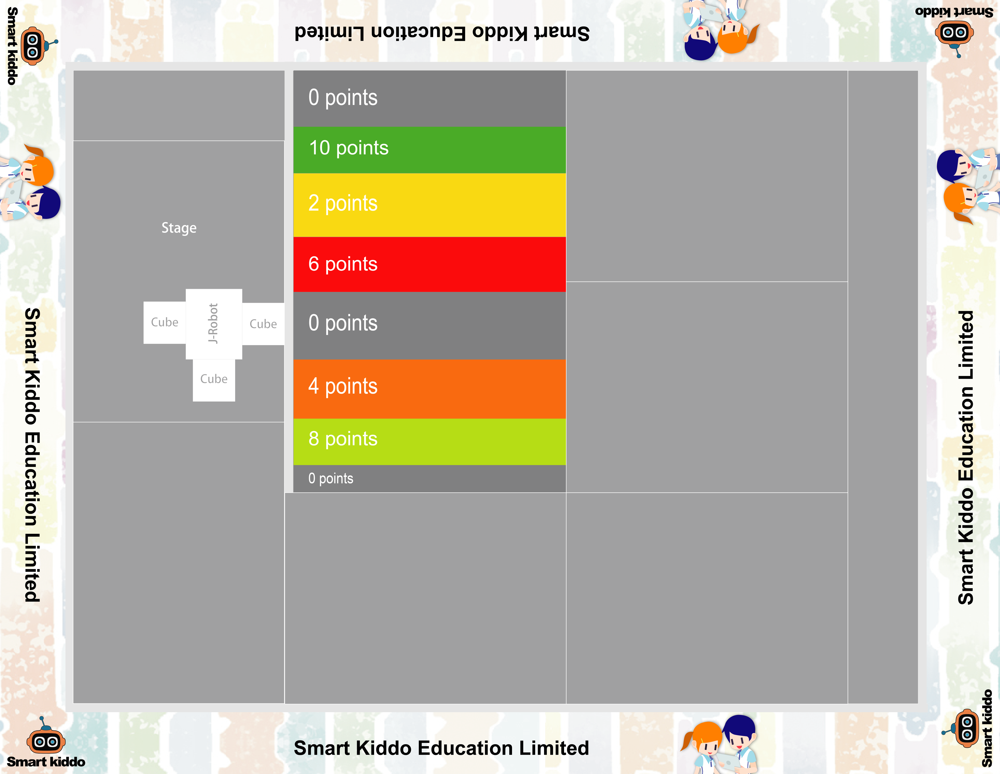 Smart kiddo
Smart Kiddo Education Limited
Smart kiddo
0 points
10 points
2 points
6 points
0 points
4 points
8 points
0 points
Stage
Cube
J-Robot
Cube
Cube
Smart Kiddo Education Limited
Smart Kiddo Education Limited
Smart kiddo
Smart Kiddo Education Limited
Smart kiddo